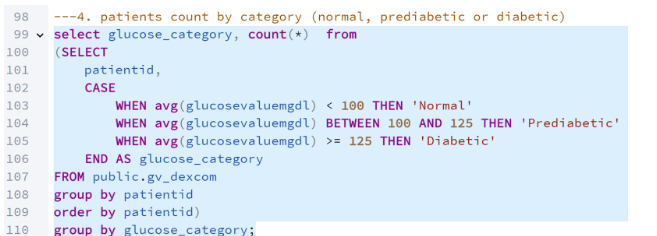 98 ---4. patients count by category (normal, prediabetic or diabetic)
99 select glucose_category, count(*)  from
100 (SELECT
101     patientid,
102     CASE
103         WHEN avg(glucosevaluemgdl) < 100 THEN 'Normal'
104         WHEN avg(glucosevaluemgdl) BETWEEN 100 AND 125 THEN 'Prediabetic'
105         WHEN avg(glucosevaluemgdl) >= 125 THEN 'Diabetic'
106     END AS glucose_category
107 FROM public.gv_dexcom
108 group by patientid
109 order by patientid)
110 group by glucose_category;